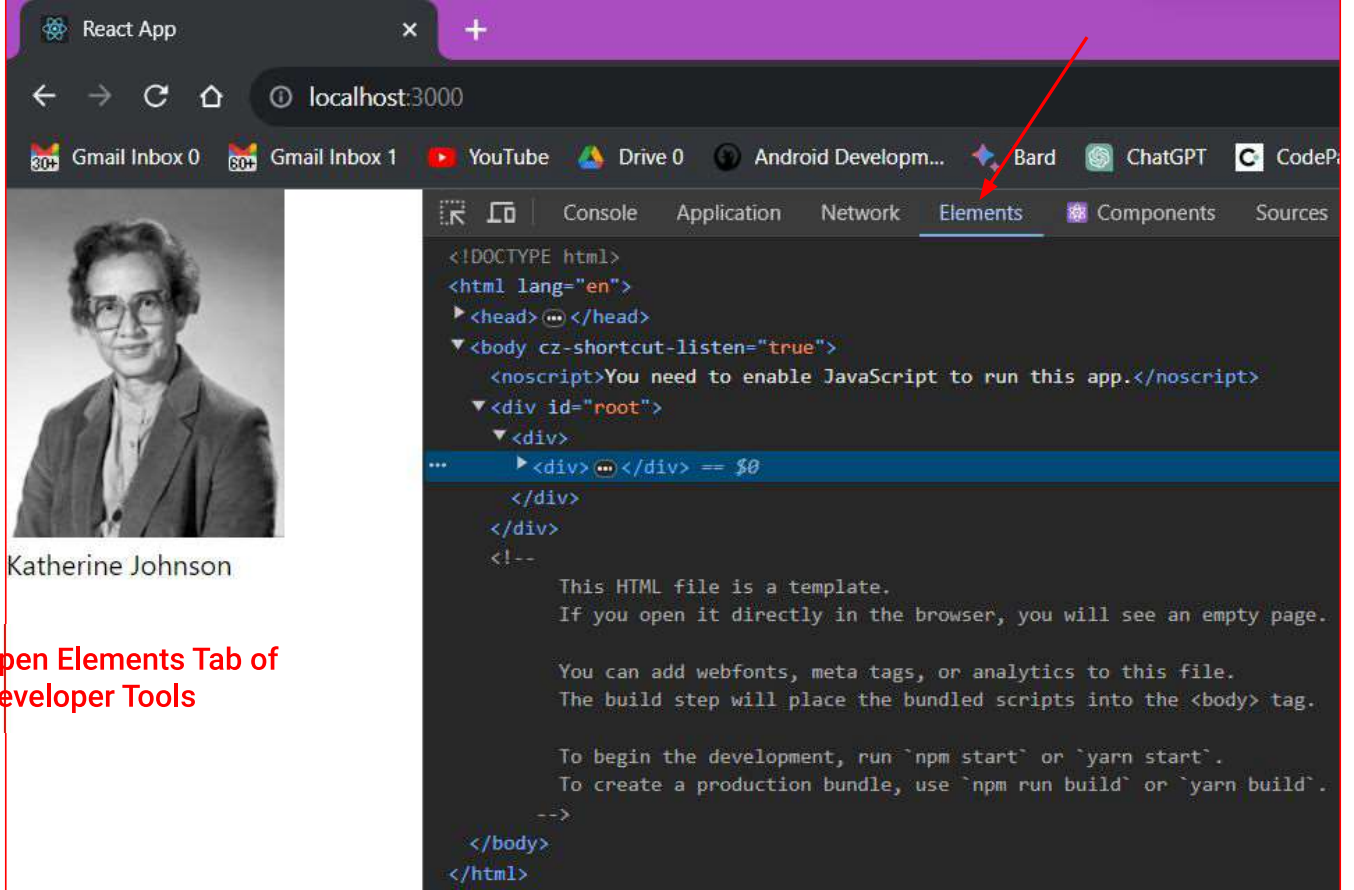 React App × +
localhost:3000
30+ Gmail Inbox 0 60+ Gmail Inbox 1 YouTube Drive 0 Android Developm... Bard ChatGPT C CodePa
Console Application Network Elements Components Sources
<!DOCTYPE html>
<html lang="en">
<head> ••• </head>
<body cz-shortcut-listen="true">
<noscript>You need to enable JavaScript to run this app.</noscript>
<div id="root">
<div>
••• <div> ••• </div> == $0
</div>
</div>
<!--
This HTML file is a template.
If you open it directly in the browser, you will see an empty page.
You can add webfonts, meta tags, or analytics to this file.
The build step will place the bundled scripts into the <body> tag.
To begin the development, run `npm start` or `yarn start`.
To create a production bundle, use `npm run build` or `yarn build`.
-->
</body>
</html>
Katherine Johnson
pen Elements Tab of
eveloper Tools